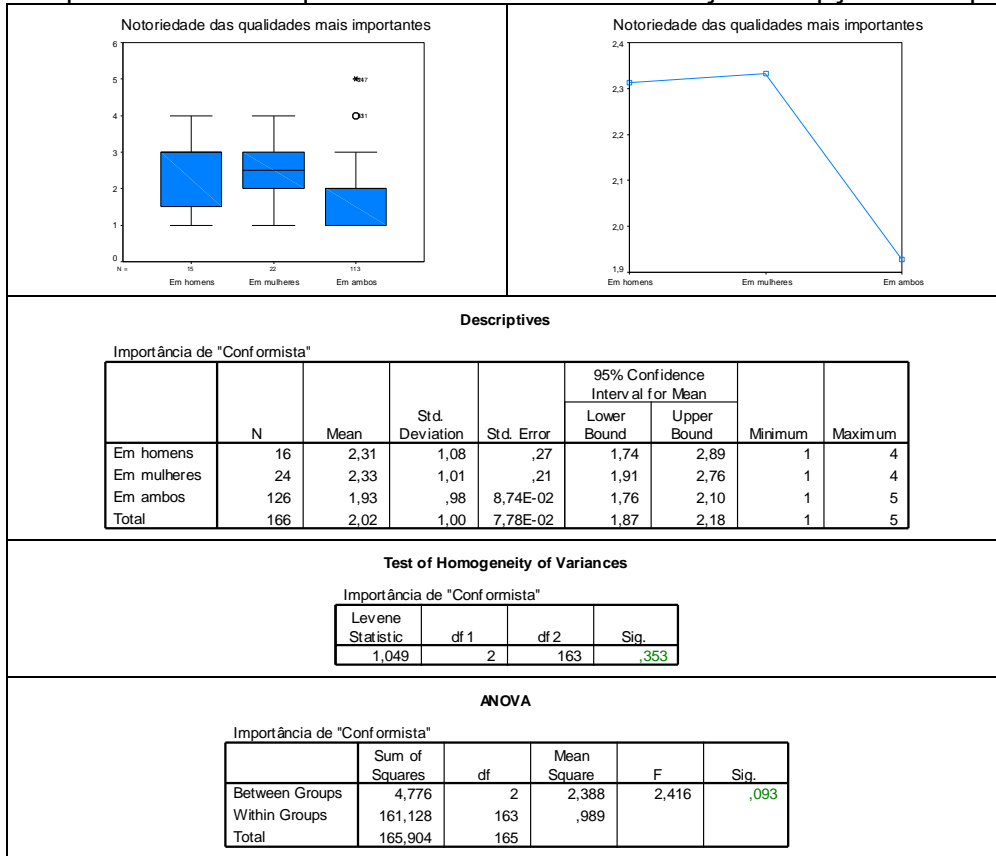 Notoriedade das qualidades mais importantes
6
5
4
3
2
1
0
N =
15
22
113
Em homens
Em mulheres
Em ambos
Notoriedade das qualidades mais importantes
2,4
2,3
2,2
2,1
2,0
1,9
Em homens
Em mulheres
Em ambos
Descriptives
Importância de "Conformista"
95% Confidence
Interval for Mean
N Mean Std. Deviation Std. Error Lower Bound Upper Bound Minimum Maximum
Em homens 16 2,31 1,08 ,27 1,74 2,89 1 4
Em mulheres 24 2,33 1,01 ,21 1,91 2,76 1 4
Em ambos 126 1,93 ,98 8,74E-02 1,76 2,10 1 5
Total 166 2,02 1,00 7,78E-02 1,87 2,18 1 5
Test of Homogeneity of Variances
Importância de "Conformista"
Levene
Statistic df1 df2 Sig.
1,049 2 163 ,353
ANOVA
Importância de "Conformista"
Sum of Squares df Mean Square F Sig.
Between Groups 4,776 2 2,388 2,416 ,093
Within Groups 161,128 163 ,989
Total 165,904 165